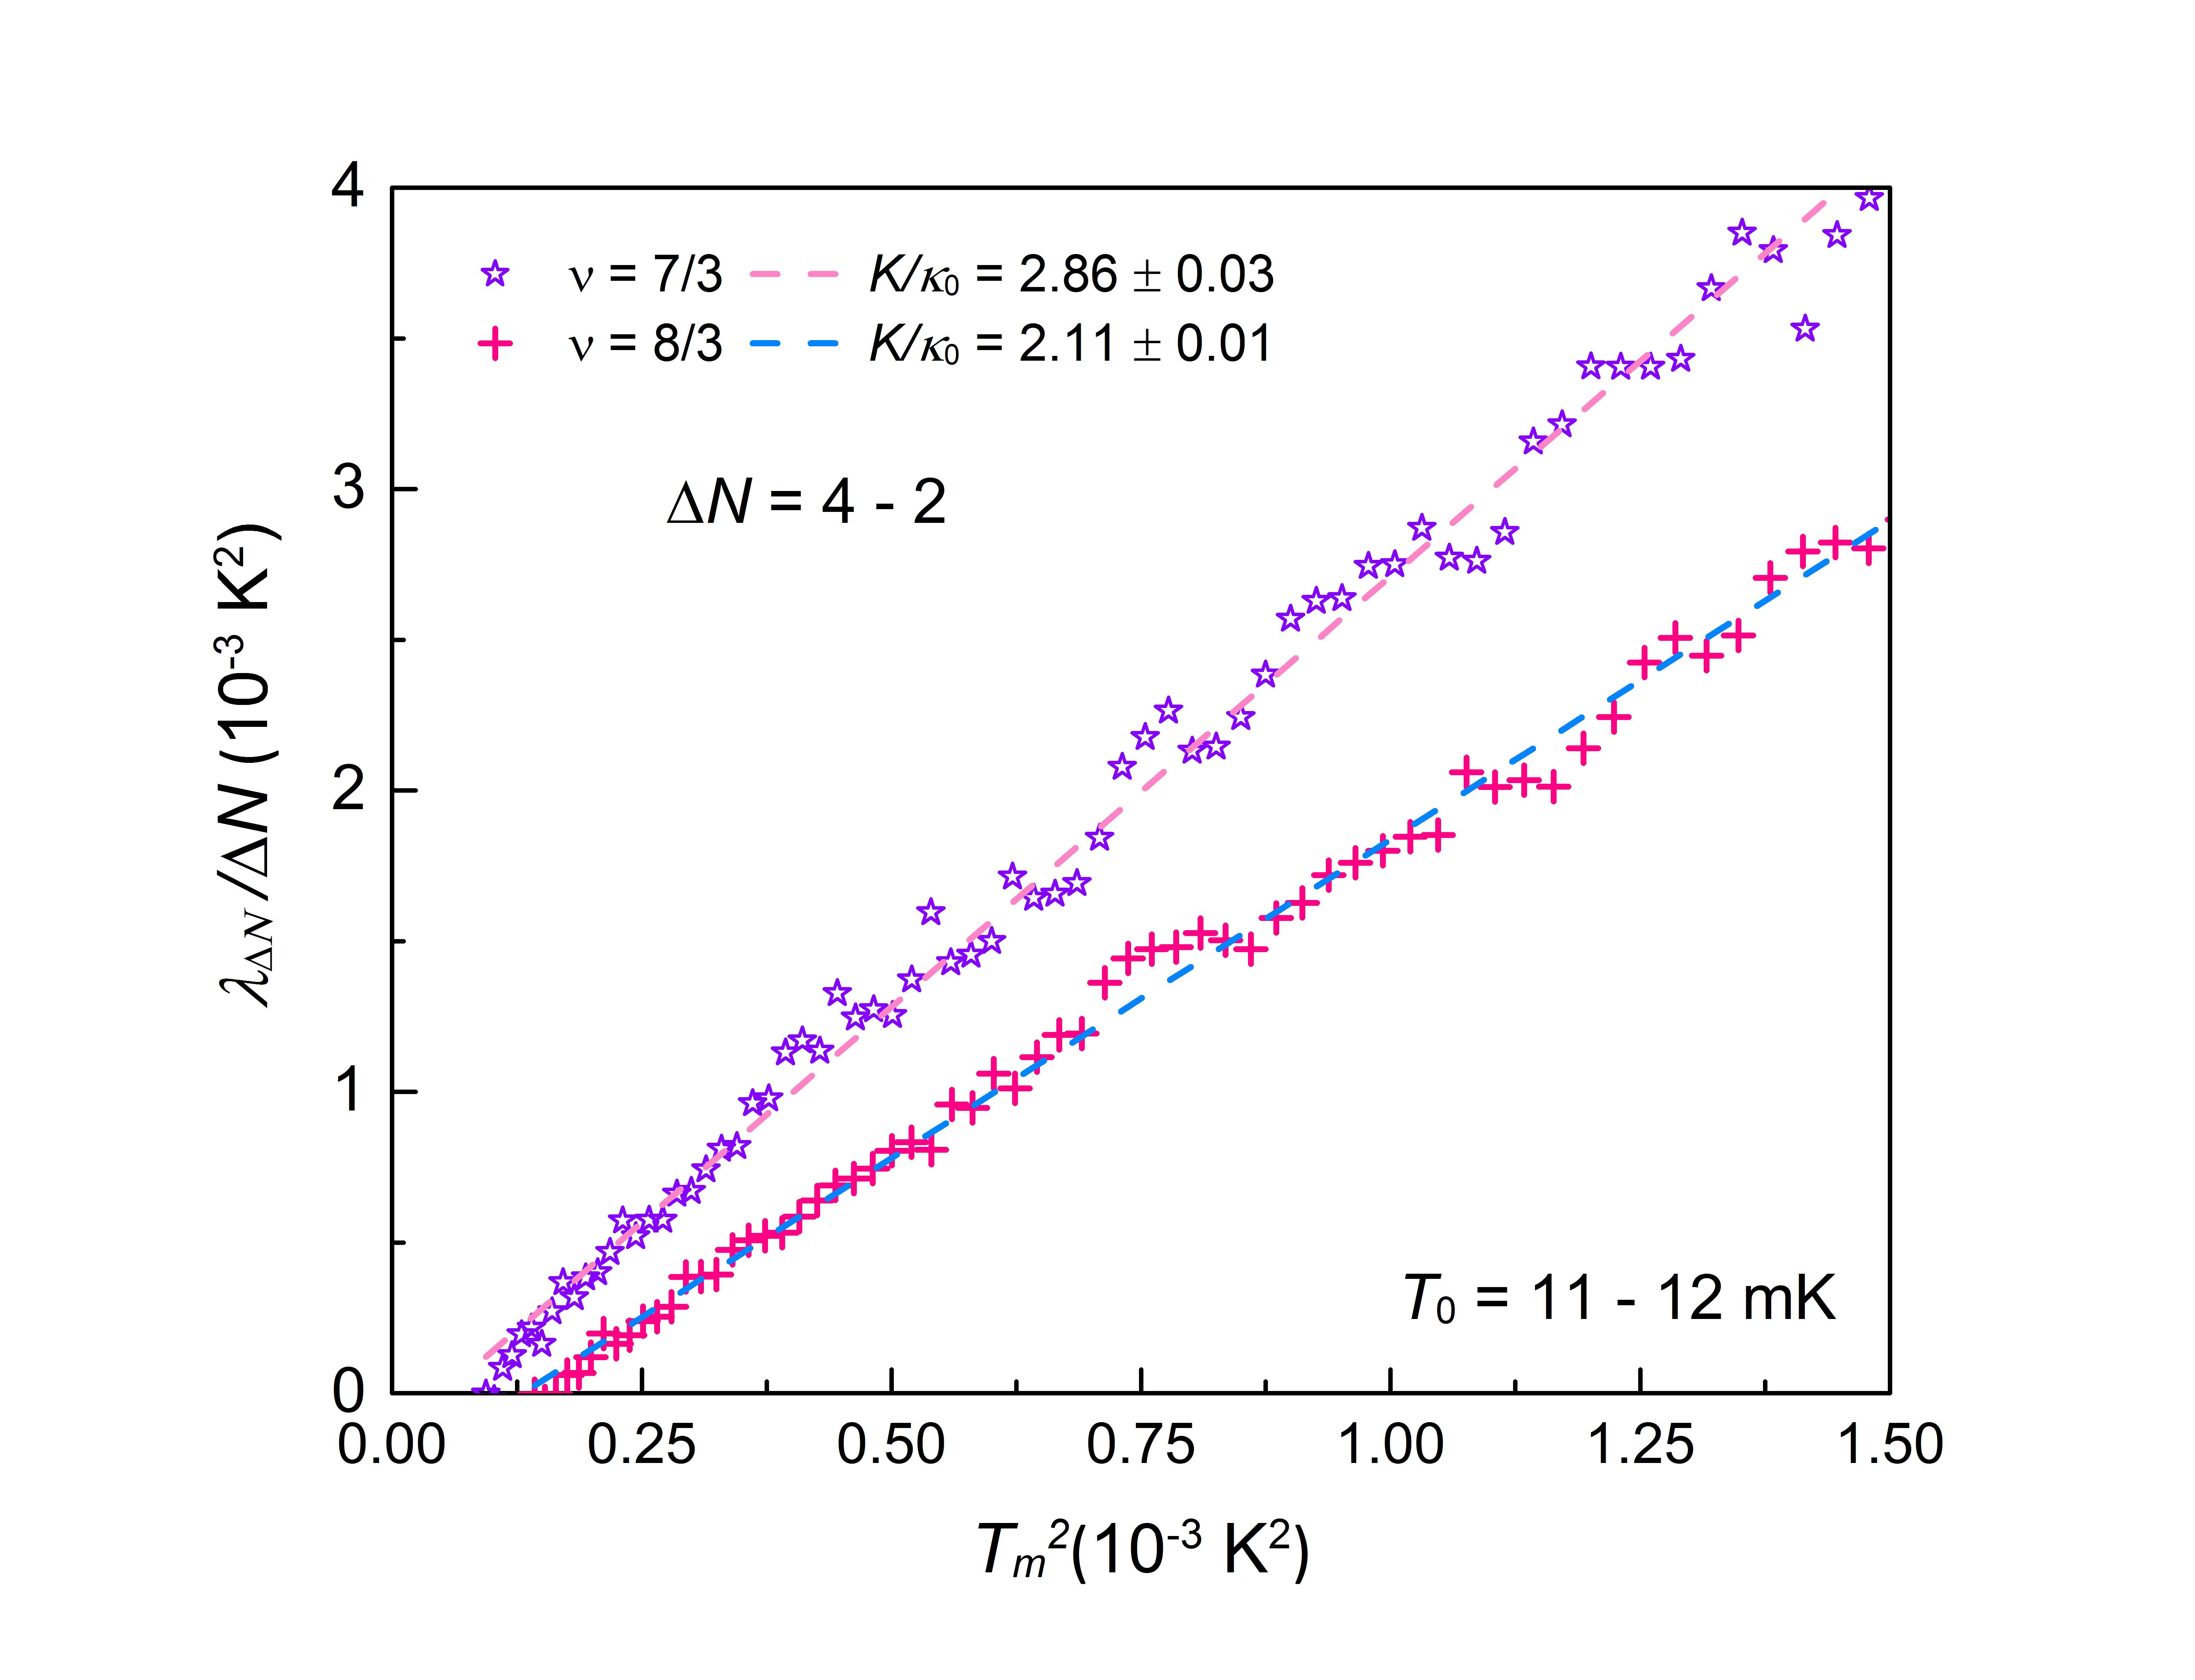 4
3
2
1
0
λ_ΔN/ΔN (10⁻³ K²)
ν = 7/3 K/κ₀ = 2.86 ± 0.03
ν = 8/3 K/κ₀ = 2.11 ± 0.01
ΔN = 4 - 2
T₀ = 11 - 12 mK
0.00 0.25 0.50 0.75 1.00 1.25 1.50
Tₘ²(10⁻³ K²)